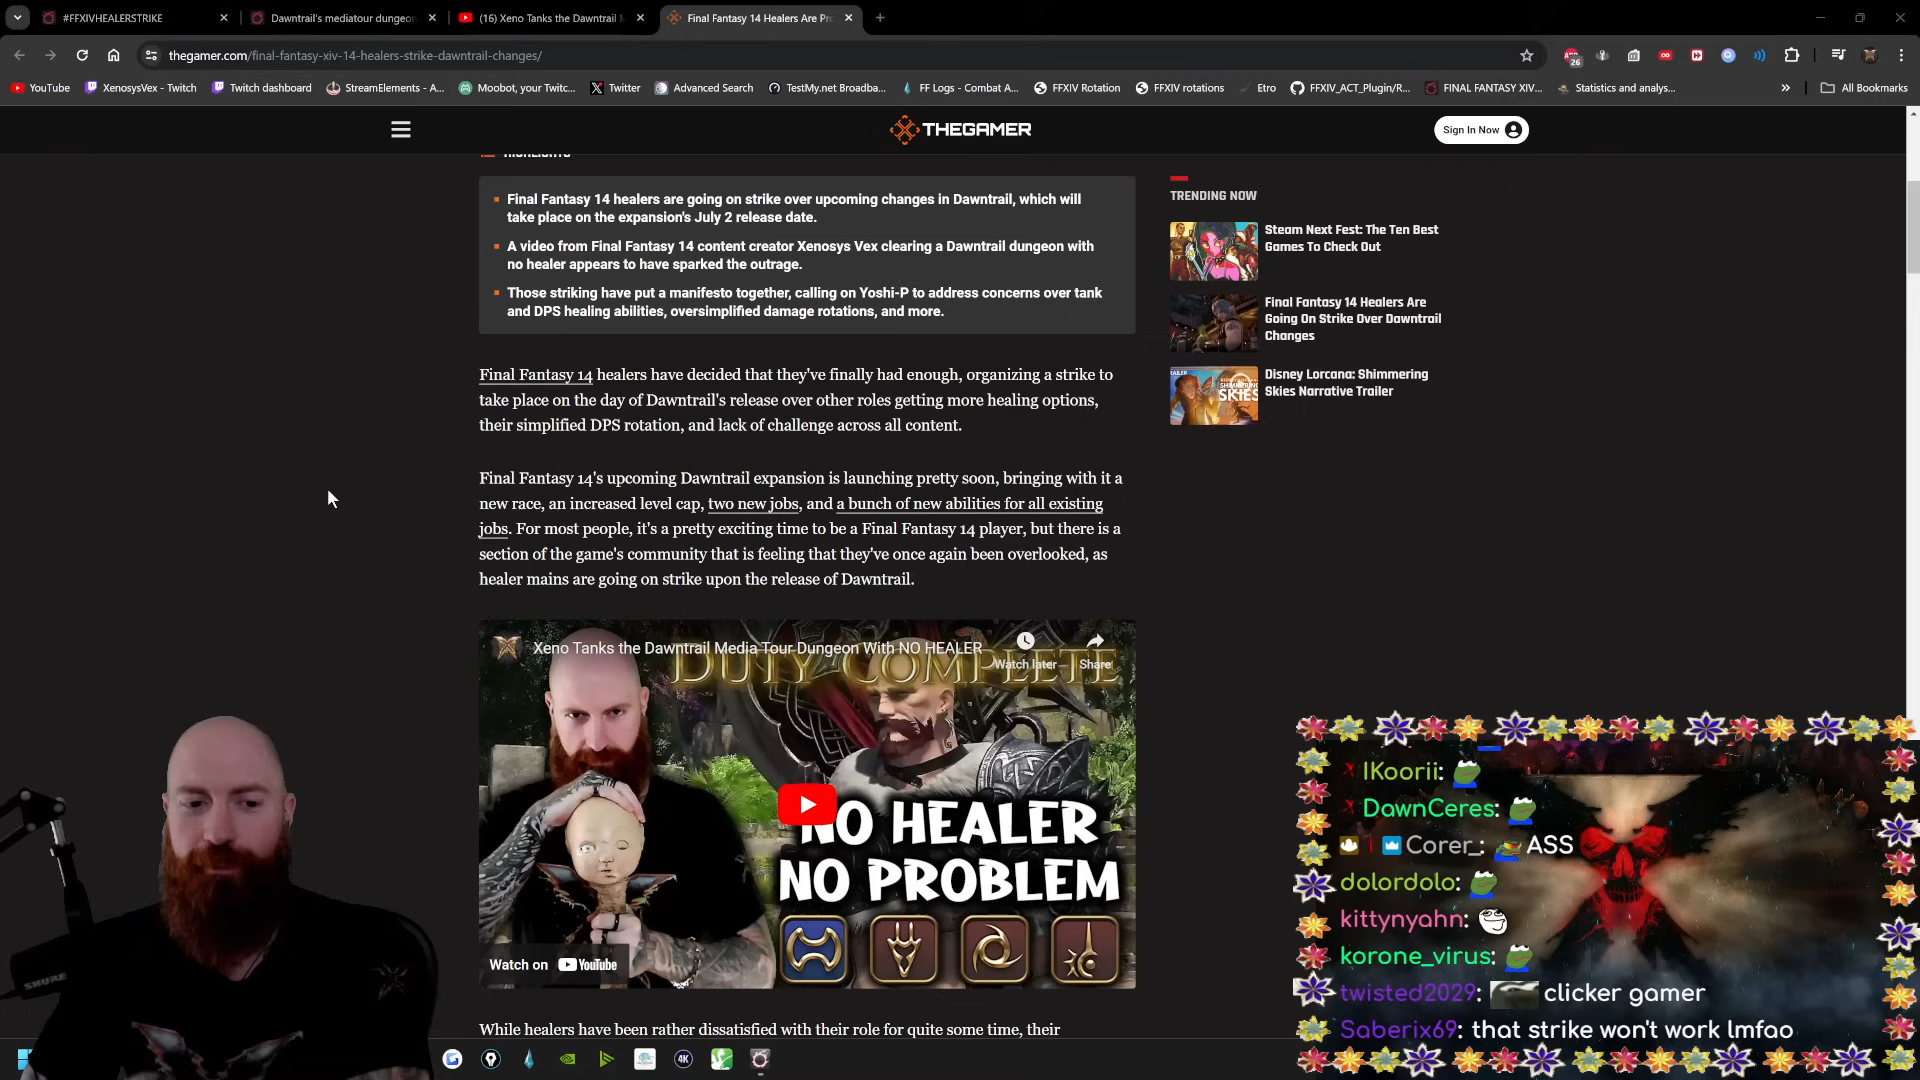 #FFXIVHEALERSTRIKE
Dawntrail's mediatour dungeon
(16) Xeno Tanks the Dawntrail M
Final Fantasy 14 Healers Are Pr
thegamer.com/final-fantasy-xiv-14-healers-strike-dawntrail-changes/
26
YouTube
XenosysVex - Twitch
Twitch dashboard
StreamElements - A...
Moobot, your Twitc...
Twitter
Advanced Search
TestMy.net Broadba...
FF Logs - Combat A...
FFXIV Rotation
FFXIV rotations
Etro
FFXIV_ACT_Plugin/R...
FINAL FANTASY XIV...
Statistics and analys...
All Bookmarks
THEGAMER
Sign In Now
HIGHLIGHTS
Final Fantasy 14 healers are going on strike over upcoming changes in Dawntrail, which will
take place on the expansion's July 2 release date.
A video from Final Fantasy 14 content creator Xenosys Vex clearing a Dawntrail dungeon with
no healer appears to have sparked the outrage.
Those striking have put a manifesto together, calling on Yoshi-P to address concerns over tank
and DPS healing abilities, oversimplified damage rotations, and more.
Final Fantasy 14 healers have decided that they've finally had enough, organizing a strike to
take place on the day of Dawntrail's release over other roles getting more healing options,
their simplified DPS rotation, and lack of challenge across all content.
Final Fantasy 14's upcoming Dawntrail expansion is launching pretty soon, bringing with it a
new race, an increased level cap, two new jobs, and a bunch of new abilities for all existing
jobs. For most people, it's a pretty exciting time to be a Final Fantasy 14 player, but there is a
section of the game's community that is feeling that they've once again been overlooked, as
healer mains are going on strike upon the release of Dawntrail.
Xeno Tanks the Dawntrail Media Tour Dungeon With NO HEALER
Watch later
Share
DUTY COMPLETE
NO HEALER
NO PROBLEM
Watch on YouTube
While healers have been rather dissatisfied with their role for quite some time, their
TRENDING NOW
Steam Next Fest: The Ten Best
Games To Check Out
Final Fantasy 14 Healers Are
Going On Strike Over Dawntrail
Changes
Disney Lorcana: Shimmering
Skies Narrative Trailer
IKoorii:
DawnCeres:
Corer_: ASS
dolordolo:
kittynyahn:
korone_virus:
twisted2029: clicker gamer
Saberix69: that strike won't work lmfao
SHURE
4K